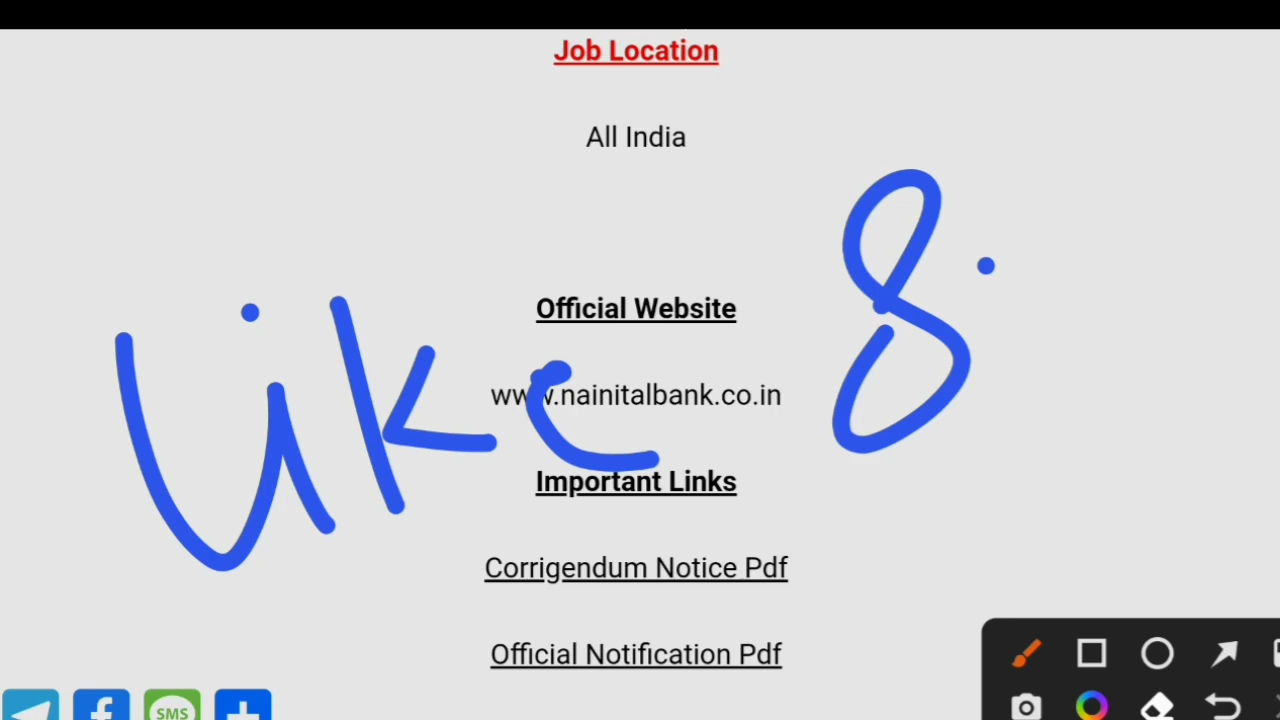 Job Location
All India
Like 8
Official Website
www.nainitalbank.co.in
Important Links
Corrigendum Notice Pdf
Official Notification Pdf
SMS